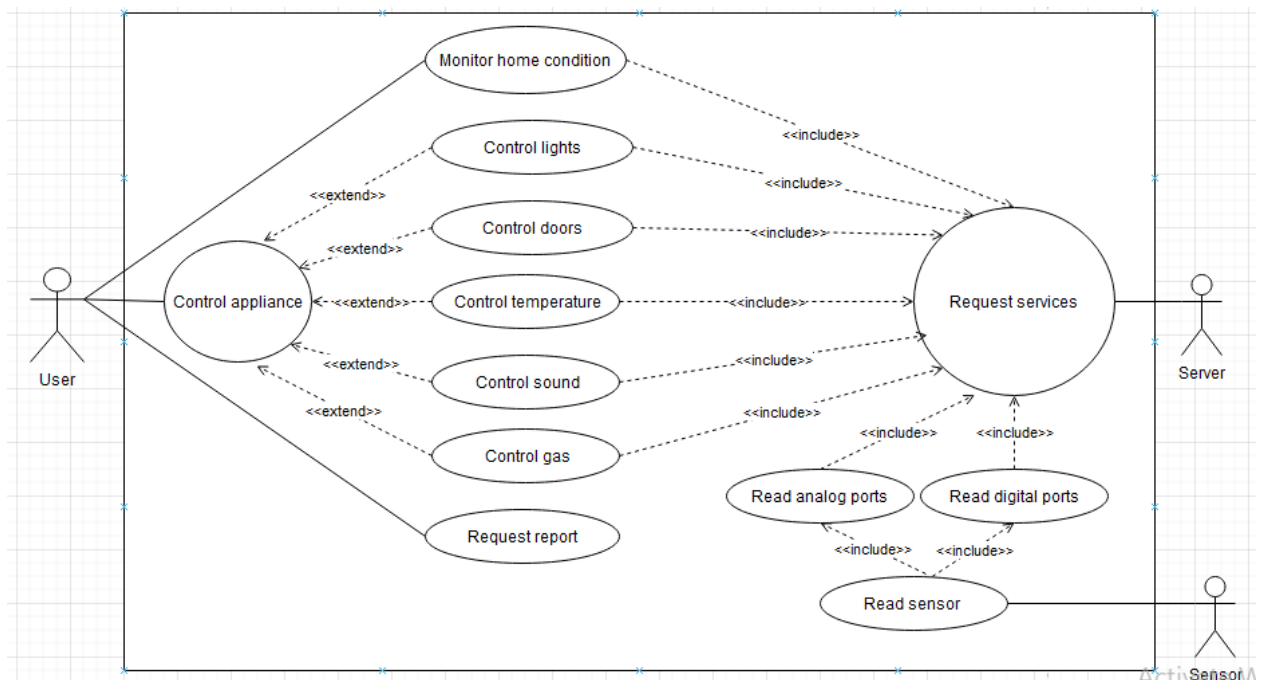 Monitor home condition
<<include>>
Control lights
<<include>>
<<extend>>
Control doors
<<include>>
<<extend>>
Control appliance
<<extend>>
Control temperature
<<include>>
Request services
User
Server
<<extend>>
Control sound
<<include>>
<<extend>>
Control gas
<<include>>
<<include>>
<<include>>
Read analog ports
Read digital ports
Request report
<<include>>
<<include>>
Read sensor
Sensor